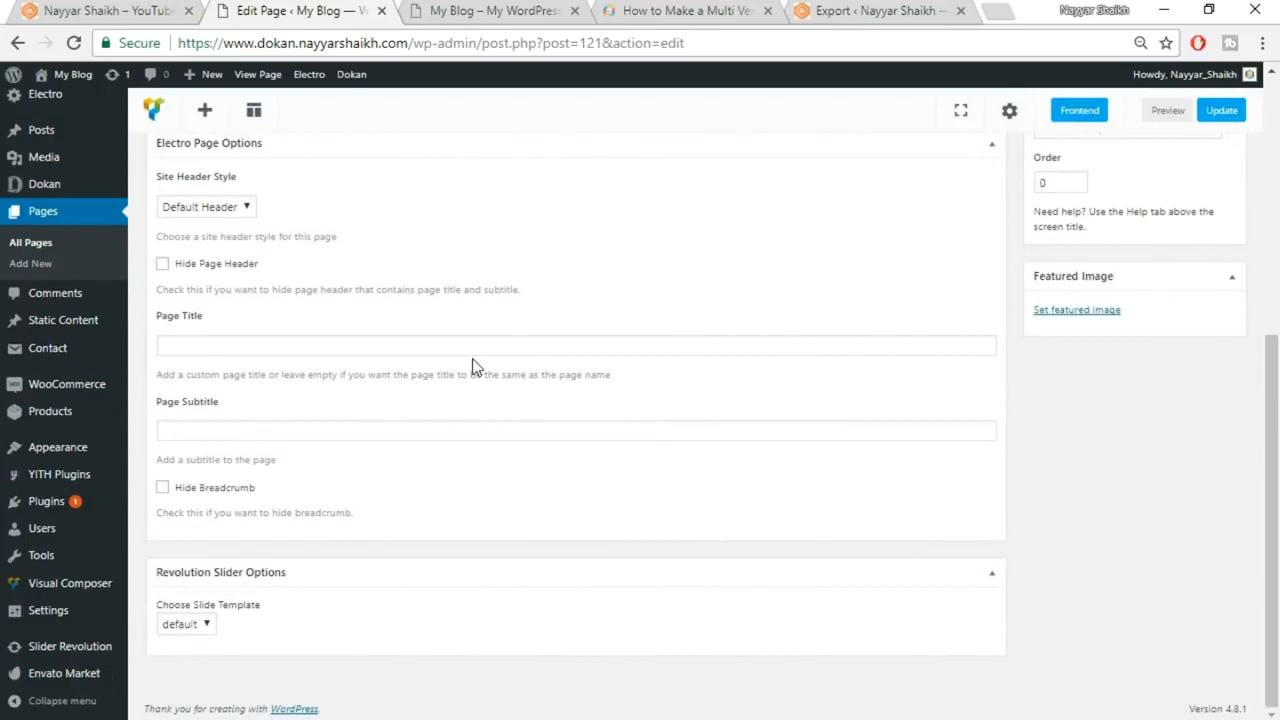 Nayyar Shaikh – YouTub
Edit Page ‹ My Blog — W
My Blog – My WordPress
How to Make a Multi Ve
Export ‹ Nayyar Shaikh —
Nayyar Shaikh
Secure
https://www.dokan.nayyarshaikh.com/wp-admin/post.php?post=121&action=edit
My Blog
1
0
New
View Page
Electro
Dokan
Howdy, Nayyar_Shaikh
Electro
Posts
Media
Dokan
Pages
All Pages
Add New
Comments
Static Content
Contact
WooCommerce
Products
Appearance
YITH Plugins
Plugins 1
Users
Tools
Visual Composer
Settings
Slider Revolution
Envato Market
Collapse menu
Frontend
Preview
Update
Electro Page Options
Site Header Style
Default Header
Choose a site header style for this page
Hide Page Header
Check this if you want to hide page header that contains page title and subtitle.
Page Title
Add a custom page title or leave empty if you want the page title to be the same as the page name
Page Subtitle
Add a subtitle to the page
Hide Breadcrumb
Check this if you want to hide breadcrumb.
Revolution Slider Options
Choose Slide Template
default
Order
0
Need help? Use the Help tab above the
screen title.
Featured Image
Set featured image
Thank you for creating with WordPress.
Version 4.8.1